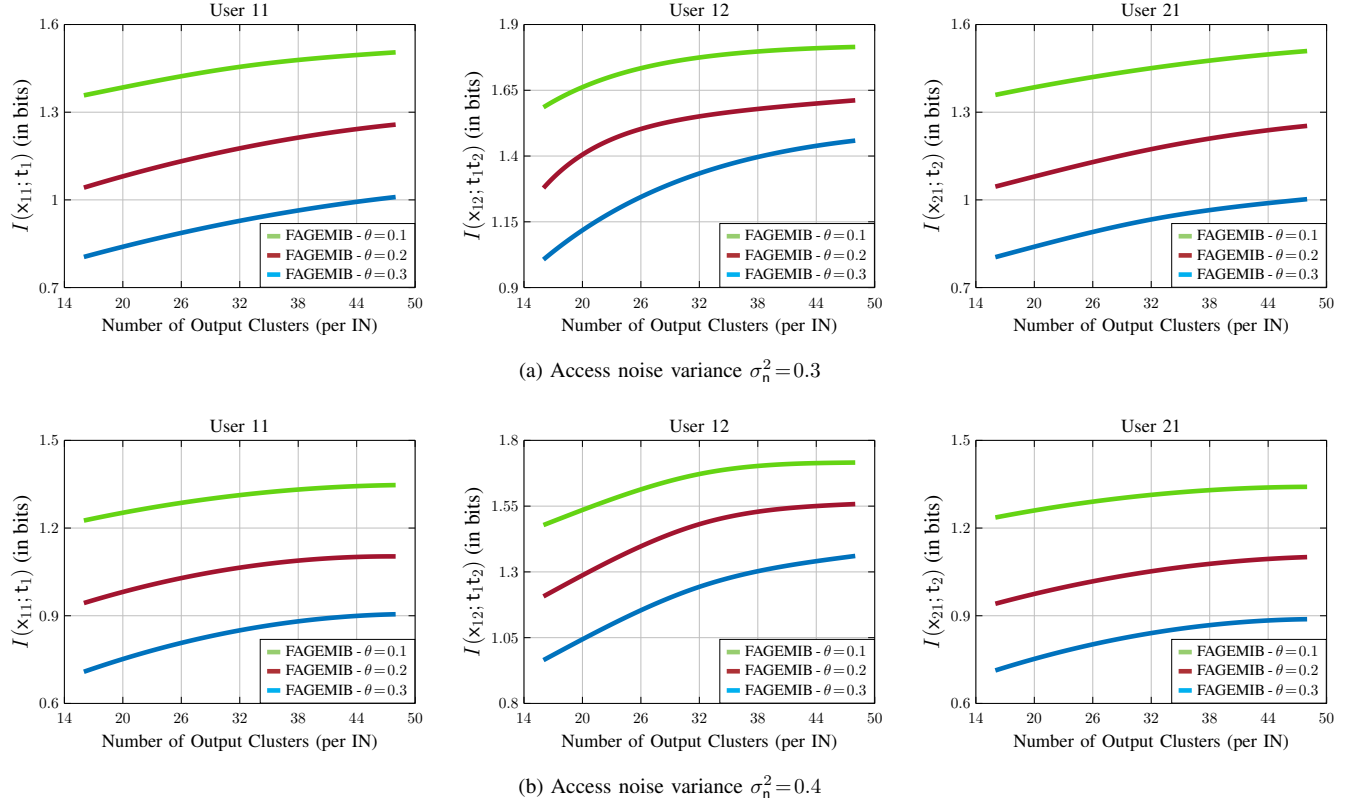 User 11
I(x₁₁; t₁) (in bits)
1.6
1.3
1
0.7
14 20 26 32 38 44 50
Number of Output Clusters (per IN)
FAGEMIB - θ=0.1
FAGEMIB - θ=0.2
FAGEMIB - θ=0.3
User 12
I(x₁₂; t₁t₂) (in bits)
1.9
1.65
1.4
1.15
0.9
14 20 26 32 38 44 50
Number of Output Clusters (per IN)
FAGEMIB - θ=0.1
FAGEMIB - θ=0.2
FAGEMIB - θ=0.3
User 21
I(x₂₁; t₂) (in bits)
1.6
1.3
1
0.7
14 20 26 32 38 44 50
Number of Output Clusters (per IN)
FAGEMIB - θ=0.1
FAGEMIB - θ=0.2
FAGEMIB - θ=0.3
(a) Access noise variance σₙ²=0.3
User 11
I(x₁₁; t₁) (in bits)
1.5
1.2
0.9
0.6
14 20 26 32 38 44 50
Number of Output Clusters (per IN)
FAGEMIB - θ=0.1
FAGEMIB - θ=0.2
FAGEMIB - θ=0.3
User 12
I(x₁₂; t₁t₂) (in bits)
1.8
1.55
1.3
1.05
0.8
14 20 26 32 38 44 50
Number of Output Clusters (per IN)
FAGEMIB - θ=0.1
FAGEMIB - θ=0.2
FAGEMIB - θ=0.3
User 21
I(x₂₁; t₂) (in bits)
1.5
1.2
0.9
0.6
14 20 26 32 38 44 50
Number of Output Clusters (per IN)
FAGEMIB - θ=0.1
FAGEMIB - θ=0.2
FAGEMIB - θ=0.3
(b) Access noise variance σₙ²=0.4